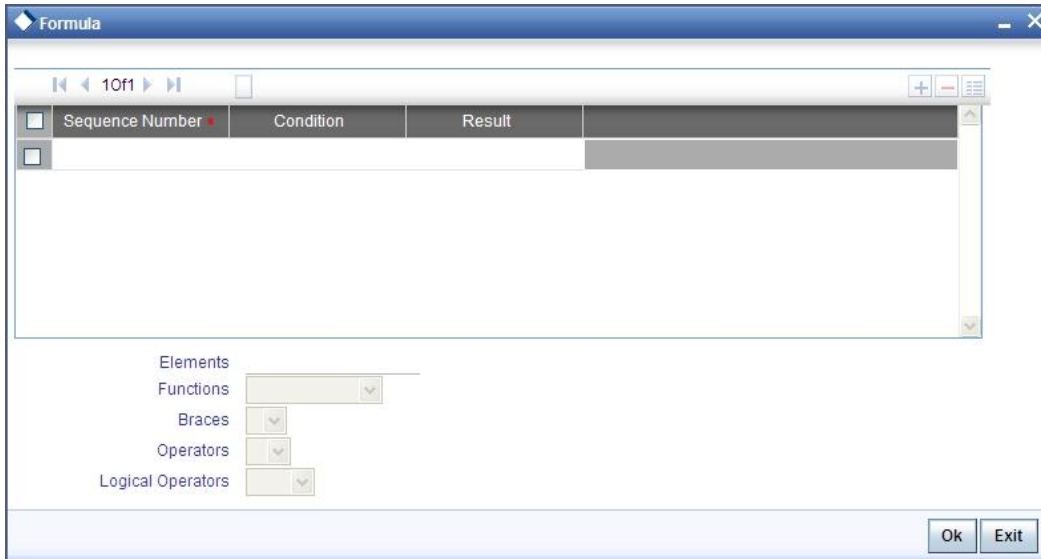 Formula
1Of1
Sequence Number * Condition Result
Elements
Functions
Braces
Operators
Logical Operators
Ok Exit